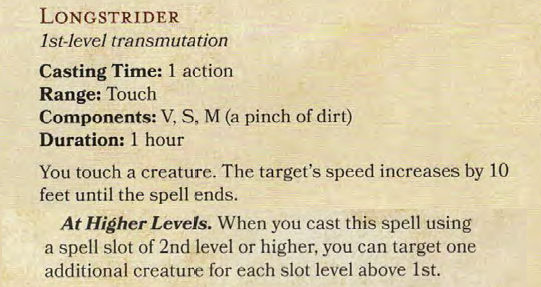 LONGSTRIDER
1st-level transmutation
Casting Time: 1 action
Range: Touch
Components: V, S, M (a pinch of dirt)
Duration: 1 hour
You touch a creature. The target's speed increases by 10
feet until the spell ends.
At Higher Levels. When you cast this spell using
a spell slot of 2nd level or higher, you can target one
additional creature for each slot level above 1st.